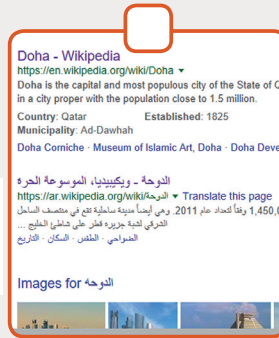 Doha - Wikipedia
https://en.wikipedia.org/wiki/Doha
Doha is the capital and most populous city of the State of Q
in a city proper with the population close to 1.5 million.
Country: Qatar Established: 1825
Municipality: Ad-Dawhah
Doha Corniche · Museum of Islamic Art, Doha · Doha Deve
الدوحة - ويكيبيديا، الموسوعة الحرة
https://ar.wikipedia.org/wiki/الدوحة Translate this page
1,450,0 وفقاً لتعداد عام 2011. وهي أيضاً مدينة ساحلية تقع في منتصف الساحل
الشرقي لشبه جزيرة قطر على شاطئ الخليج ...
الضواحي · الطقس · السكان · التاريخ
Images for الدوحه